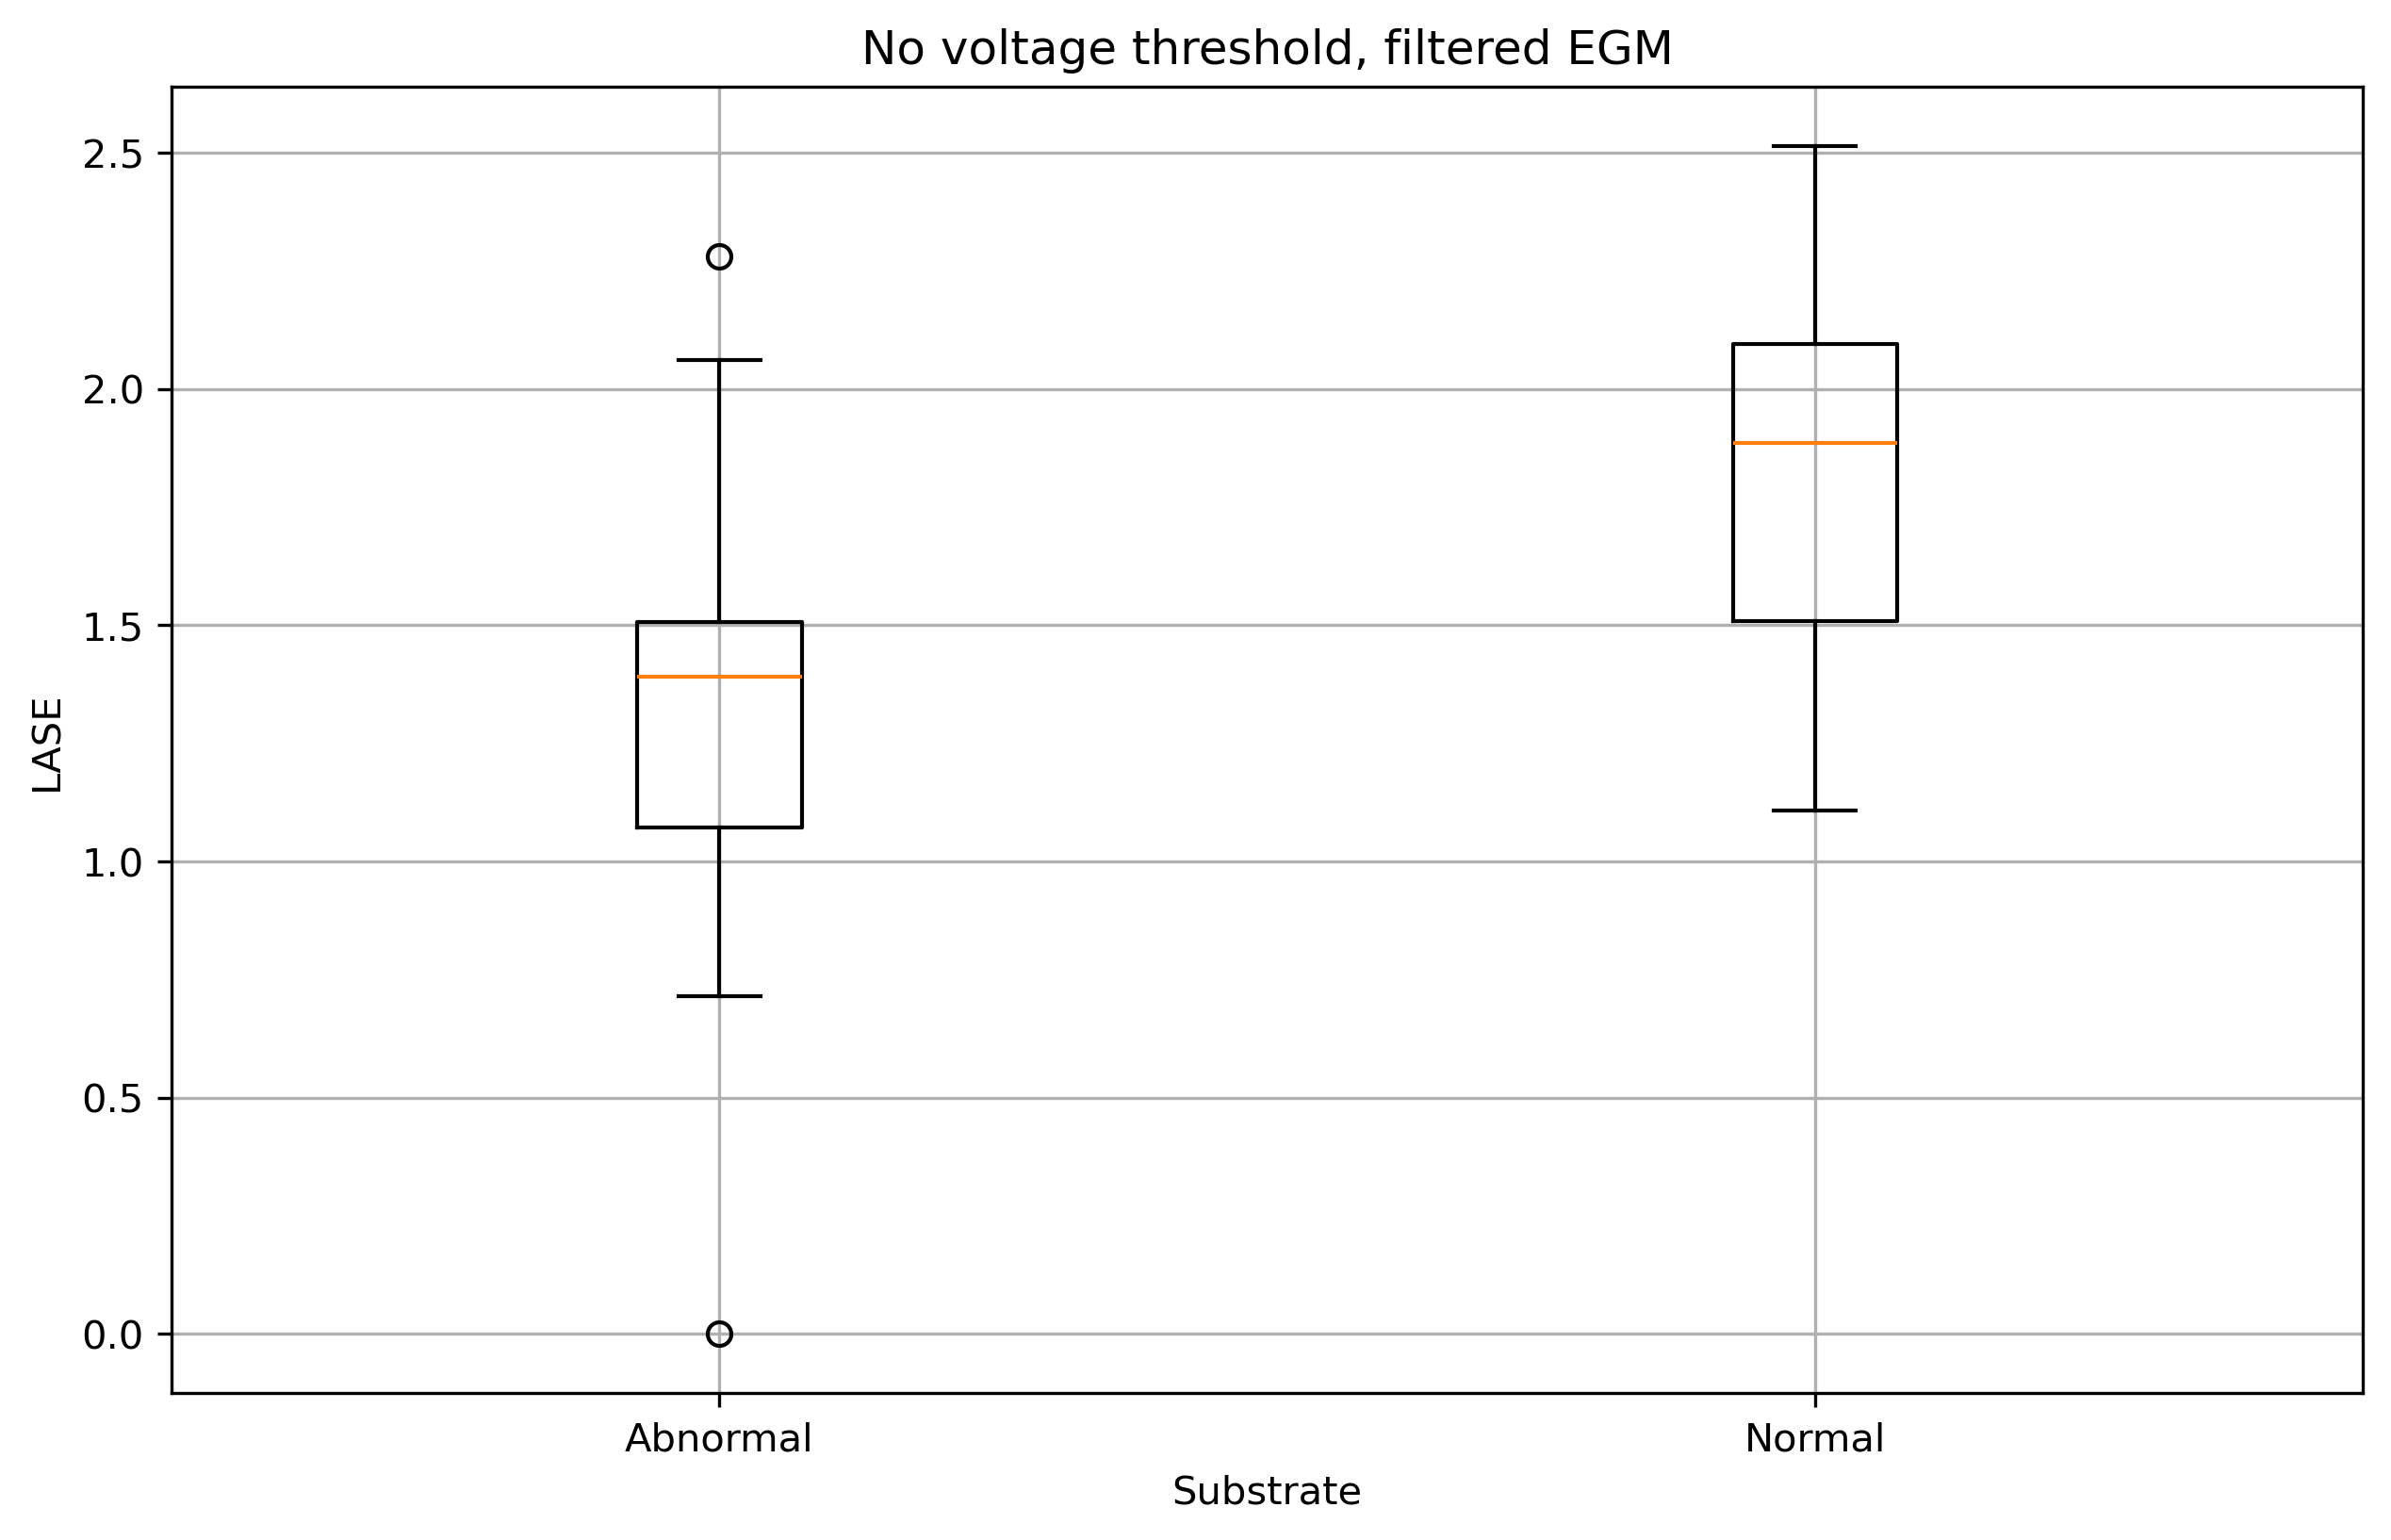 No voltage threshold, filtered EGM
LASE
2.5
2.0
1.5
1.0
0.5
0.0
Abnormal
Normal
Substrate